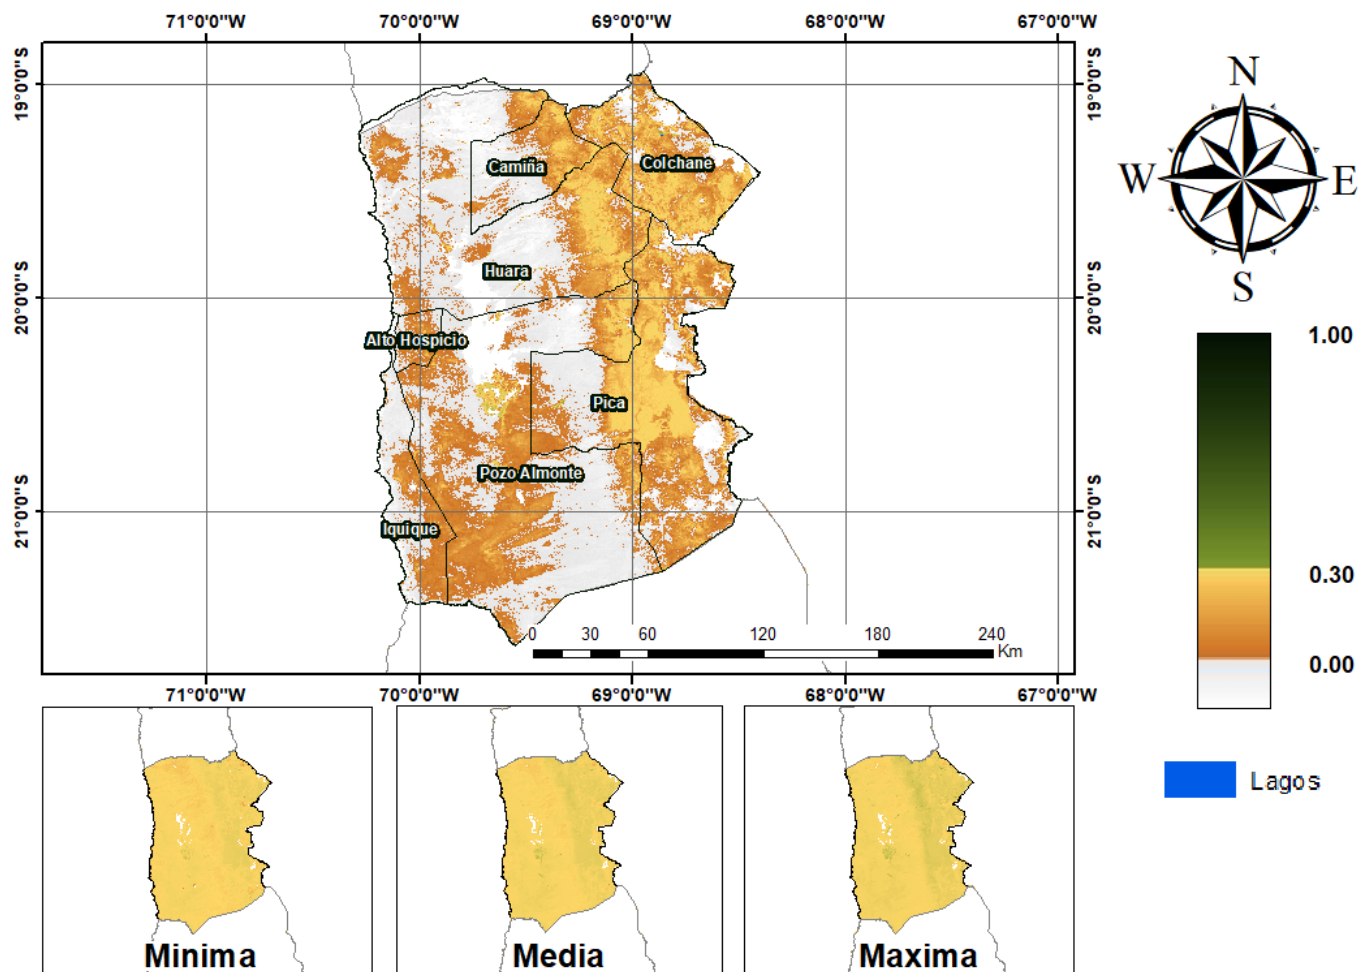 71°0'0"W 70°0'0"W 69°0'0"W 68°0'0"W 67°0'0"W
19°0'0"S
19°0'0"S
20°0'0"S
20°0'0"S
21°0'0"S
21°0'0"S
Camiña
Colchane
Huara
Alto Hospicio
Pica
Pozo Almonte
Iquique
0 30 60 120 180 240
Km
71°0'0"W 70°0'0"W 69°0'0"W 68°0'0"W 67°0'0"W
N
W E
S
1.00
0.30
0.00
Lagos
Minima
Media
Maxima